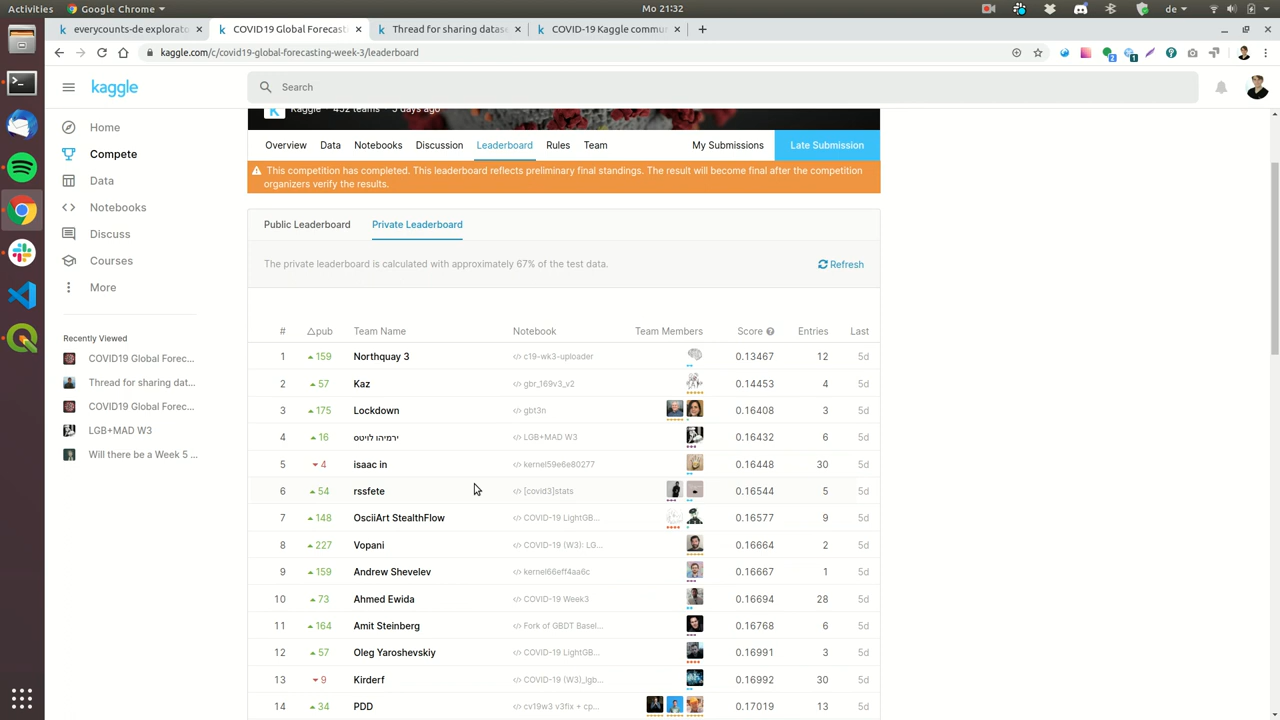 Activities
Google Chrome
Mo 21:32
everycounts-de explorato
COVID19 Global Forecasti
Thread for sharing datase
COVID-19 Kaggle commun
kaggle.com/c/covid19-global-forecasting-week-3/leaderboard
kaggle
Search
Home
Compete
Data
Notebooks
Discuss
Courses
More
Recently Viewed
COVID19 Global Forec...
Thread for sharing dat...
COVID19 Global Forec...
LGB+MAD W3
Will there be a Week 5 ...
Kaggle · 452 teams · 5 days ago
Overview Data Notebooks Discussion Leaderboard Rules Team My Submissions Late Submission
This competition has completed. This leaderboard reflects preliminary final standings. The result will become final after the competition
organizers verify the results.
Public Leaderboard Private Leaderboard
The private leaderboard is calculated with approximately 67% of the test data. Refresh
# △pub Team Name Notebook Team Members Score Entries Last
1 159 Northquay 3 c19-wk3-uploader 0.13467 12 5d
2 57 Kaz gbr_169v3_v2 0.14453 4 5d
3 175 Lockdown gbt3n 0.16408 3 5d
4 16 ירמיהו לויטס LGB+MAD W3 0.16432 6 5d
5 4 isaac in kernel59e6e80277 0.16448 30 5d
6 54 rssfete [covid3]stats 0.16544 5 5d
7 148 OsciiArt StealthFlow COVID-19 LightGB... 0.16577 9 5d
8 227 Vopani COVID-19 (W3): LG... 0.16664 2 5d
9 159 Andrew Shevelev kernel66eff4aa6c 0.16667 1 5d
10 73 Ahmed Ewida COVID-19 Week3 0.16694 28 5d
11 164 Amit Steinberg Fork of GBDT Basel... 0.16768 6 5d
12 57 Oleg Yaroshevskiy COVID-19 LightGB... 0.16991 3 5d
13 9 Kirderf COVID-19 (W3)_lgb... 0.16992 30 5d
14 34 PDD cv19w3 v3fix + cp... 0.17019 13 5d